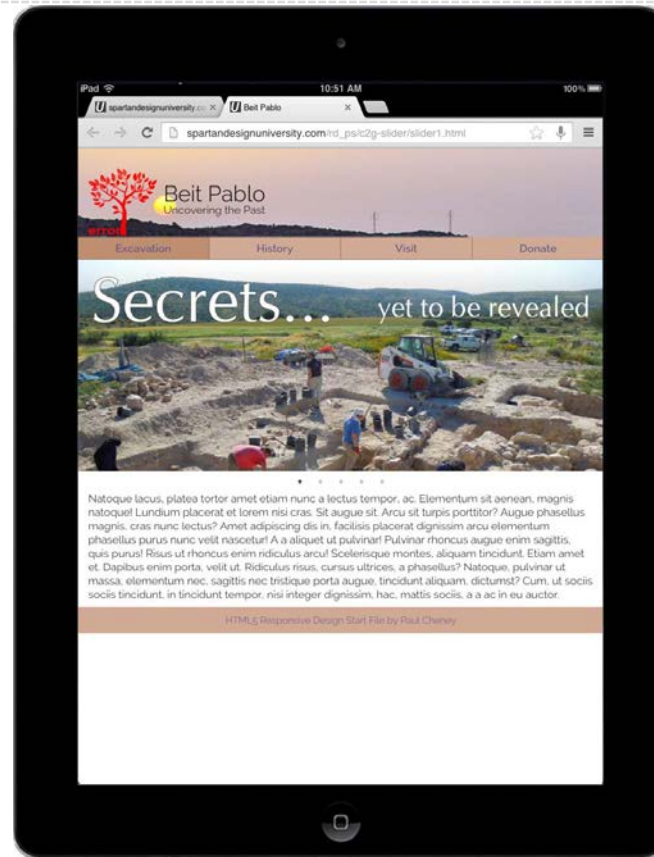 iPad 10:51 AM 100%
spartandesignuniversity.co × Beit Pablo ×
spartandesignuniversity.com/rd_ps/c2g-slider/slider1.html
Beit Pablo
Uncovering the Past
error
Excavation History Visit Donate
Secrets... yet to be revealed
Natoque lacus, platea tortor amet etiam nunc a lectus tempor, ac. Elementum sit aenean, magnis
natoque! Lundium placerat et lorem nisi cras. Sit augue sit. Arcu sit turpis porttitor? Augue phasellus
magnis, cras nunc lectus? Amet adipiscing dis in, facilisis placerat dignissim arcu elementum
phasellus purus nunc velit nascetur! A a aliquet ut pulvinar! Pulvinar rhoncus augue enim sagittis,
quis purus! Risus ut rhoncus enim ridiculus arcu! Scelerisque montes, aliquam tincidunt. Etiam amet
et. Dapibus enim porta, velit ut. Ridiculus risus, cursus ultrices, a phasellus? Natoque, pulvinar ut
massa, elementum nec, sagittis nec tristique porta augue, tincidunt aliquam, dictumst? Cum, ut sociis
sociis tincidunt, in tincidunt tempor, nisi integer dignissim, hac, mattis sociis, a a ac in eu auctor.
HTML5 Responsive Design Start File by Paul Cheney